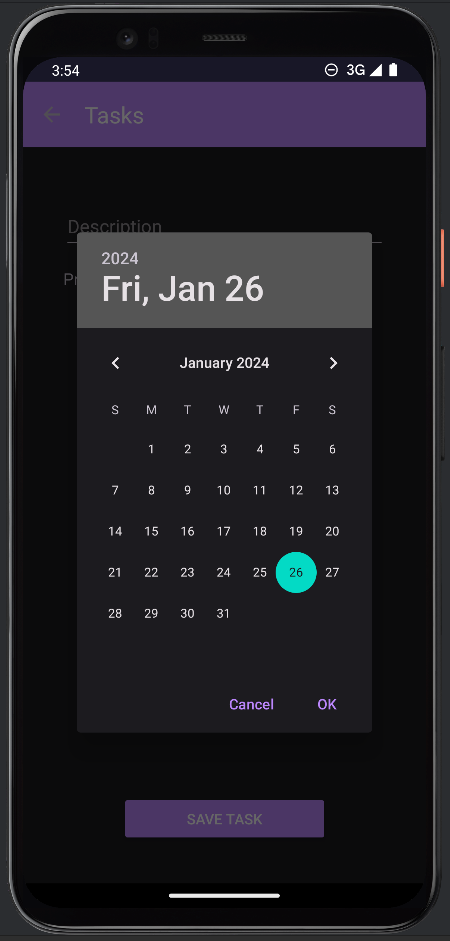 3:54 3G
Tasks
Description
2024
Fri, Jan 26
January 2024
S M T W T F S
1 2 3 4 5 6
7 8 9 10 11 12 13
14 15 16 17 18 19 20
21 22 23 24 25 26 27
28 29 30 31
Cancel OK
SAVE TASK